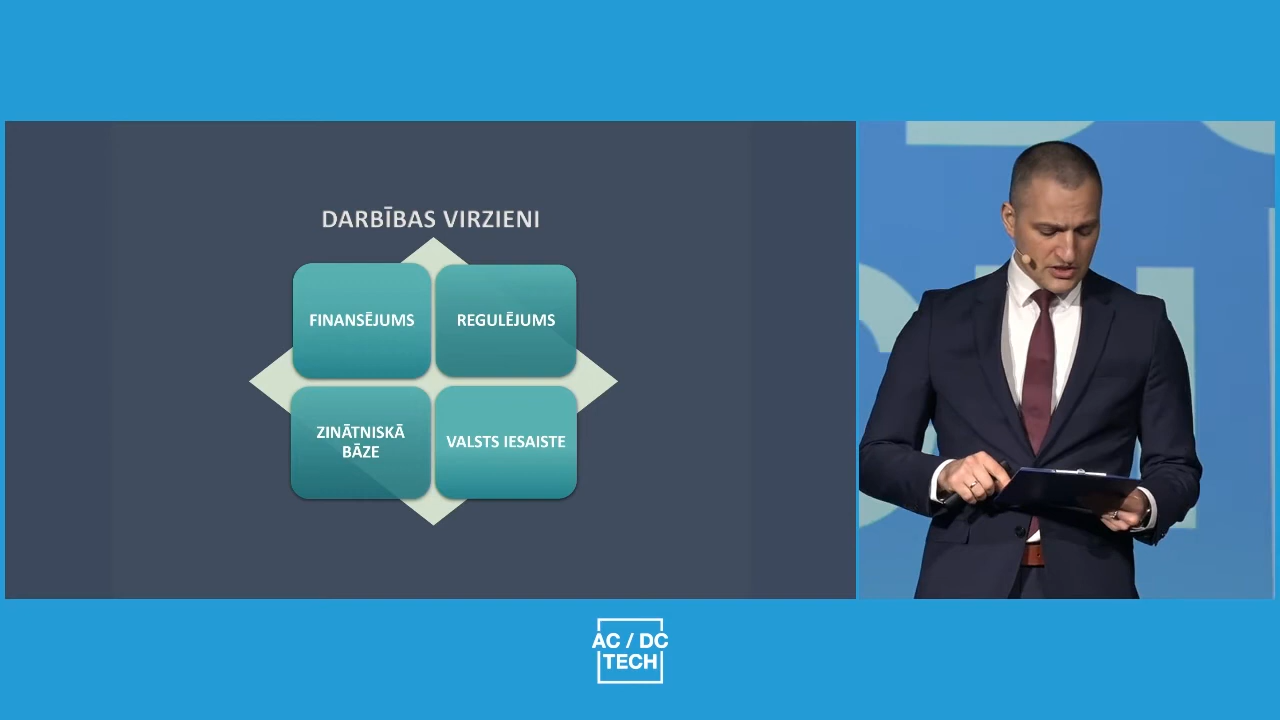 DARBĪBAS VIRZIENI
FINANSĒJUMS
REGULĒJUMS
ZINĀTNISKĀ
BĀZE
VALSTS IESAISTE
AC / DC
TECH